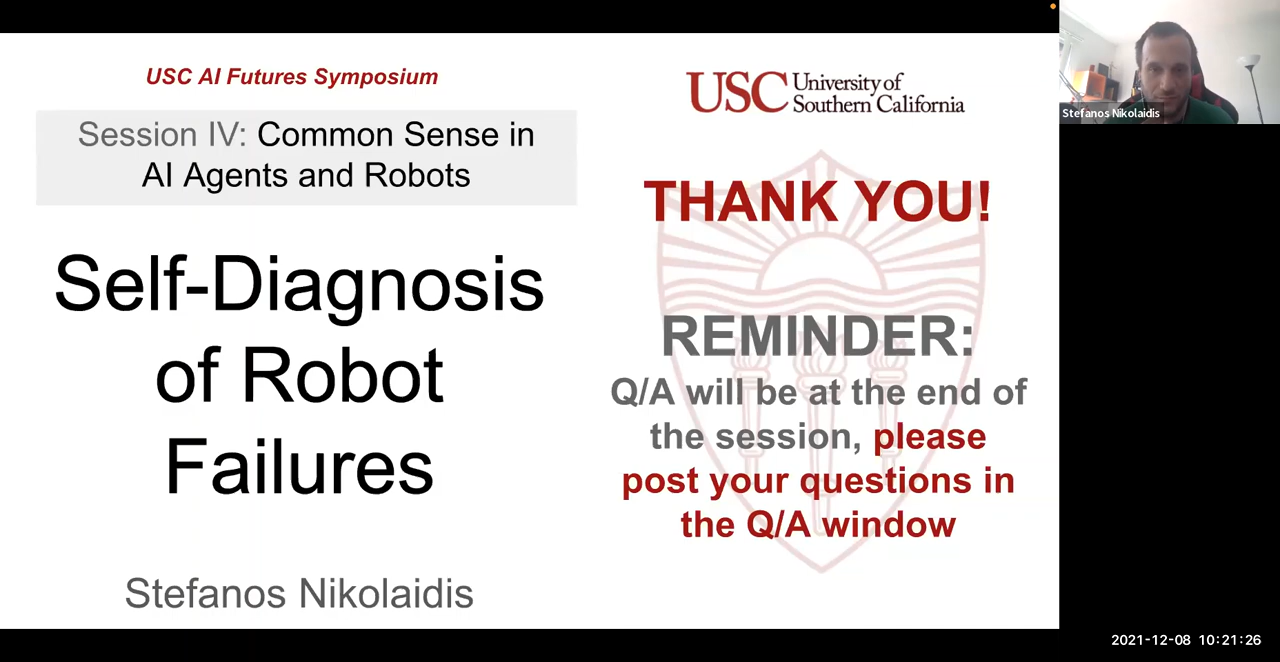 USC AI Futures Symposium
Session IV: Common Sense in
AI Agents and Robots
Self-Diagnosis
of Robot
Failures
Stefanos Nikolaidis
USC University of
Southern California
THANK YOU!
REMINDER:
Q/A will be at the end of
the session, please
post your questions in
the Q/A window
Stefanos Nikolaidis
2021-12-08 10:21:26